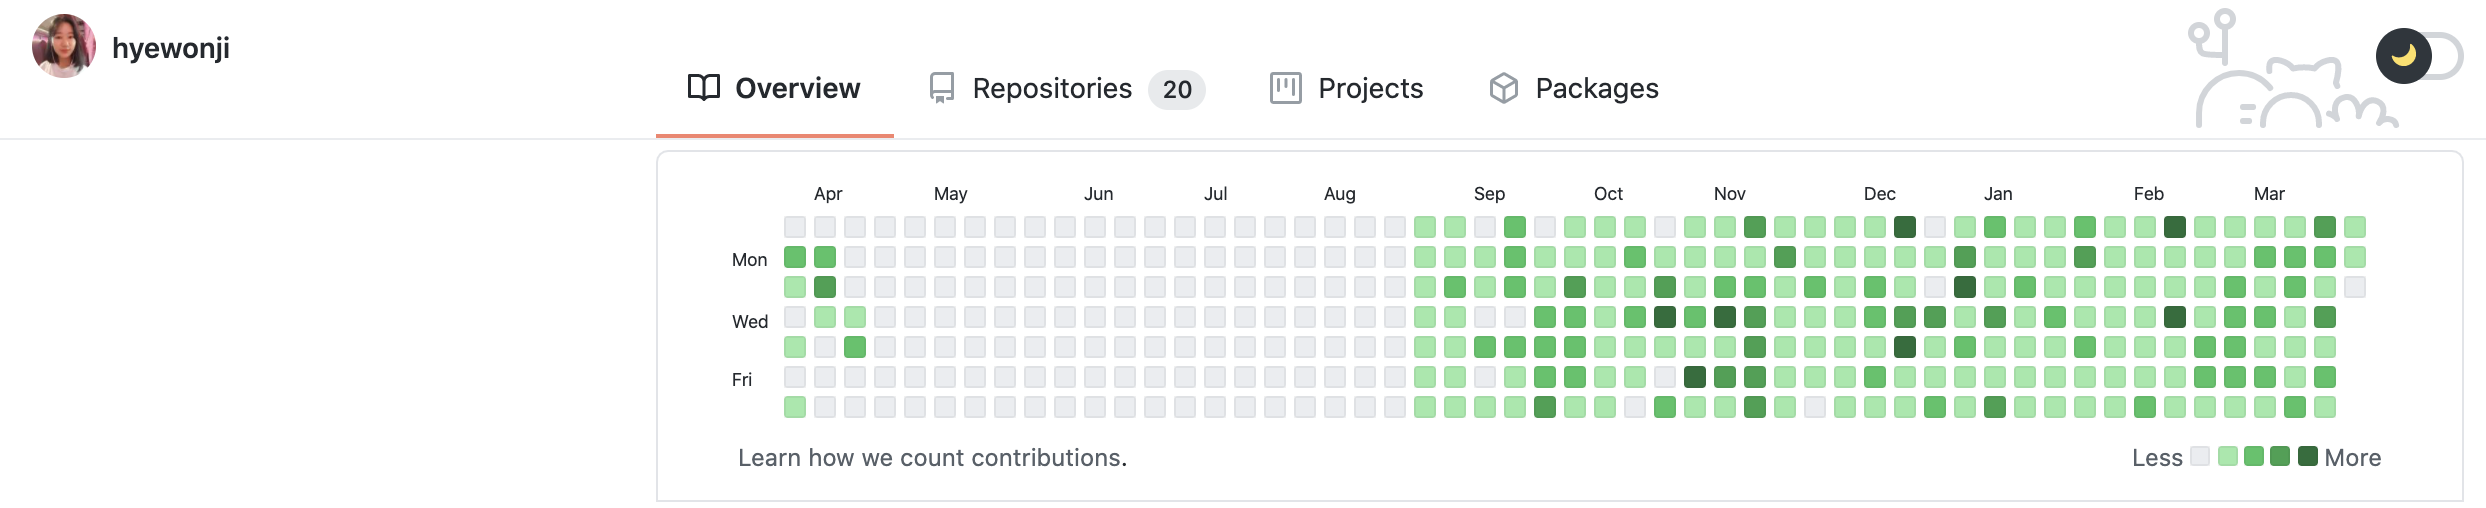 hyewonji
Overview Repositories 20 Projects Packages
Apr May Jun Jul Aug Sep Oct Nov Dec Jan Feb Mar
Mon
Wed
Fri
Learn how we count contributions.
Less More